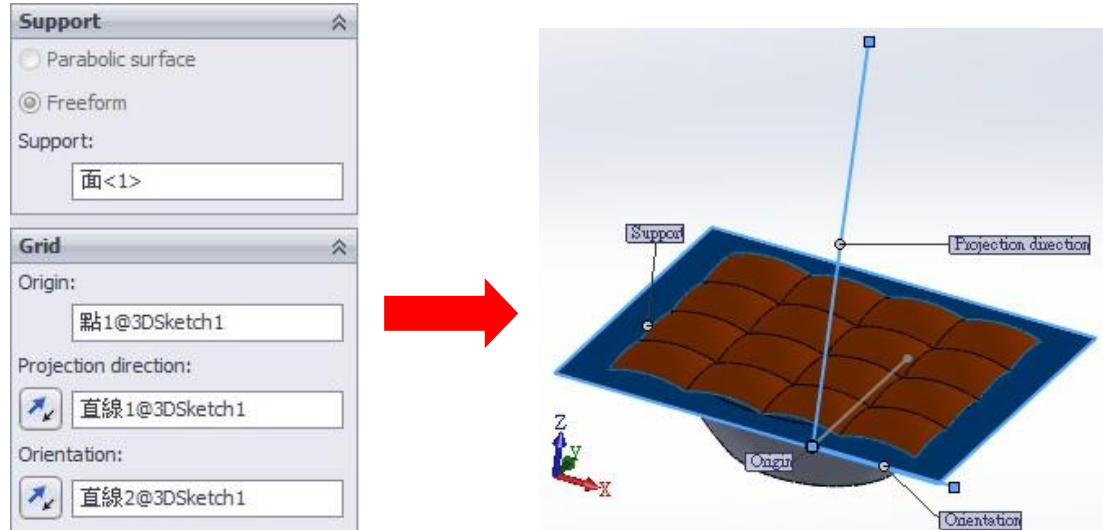 Support
Parabolic surface
Freeform
Support:
面<1>
Grid
Origin:
點1@3DSketch1
Projection direction:
直線1@3DSketch1
Orientation:
直線2@3DSketch1
Support
Projection direction
Z
Y
X
Origin
Orientation